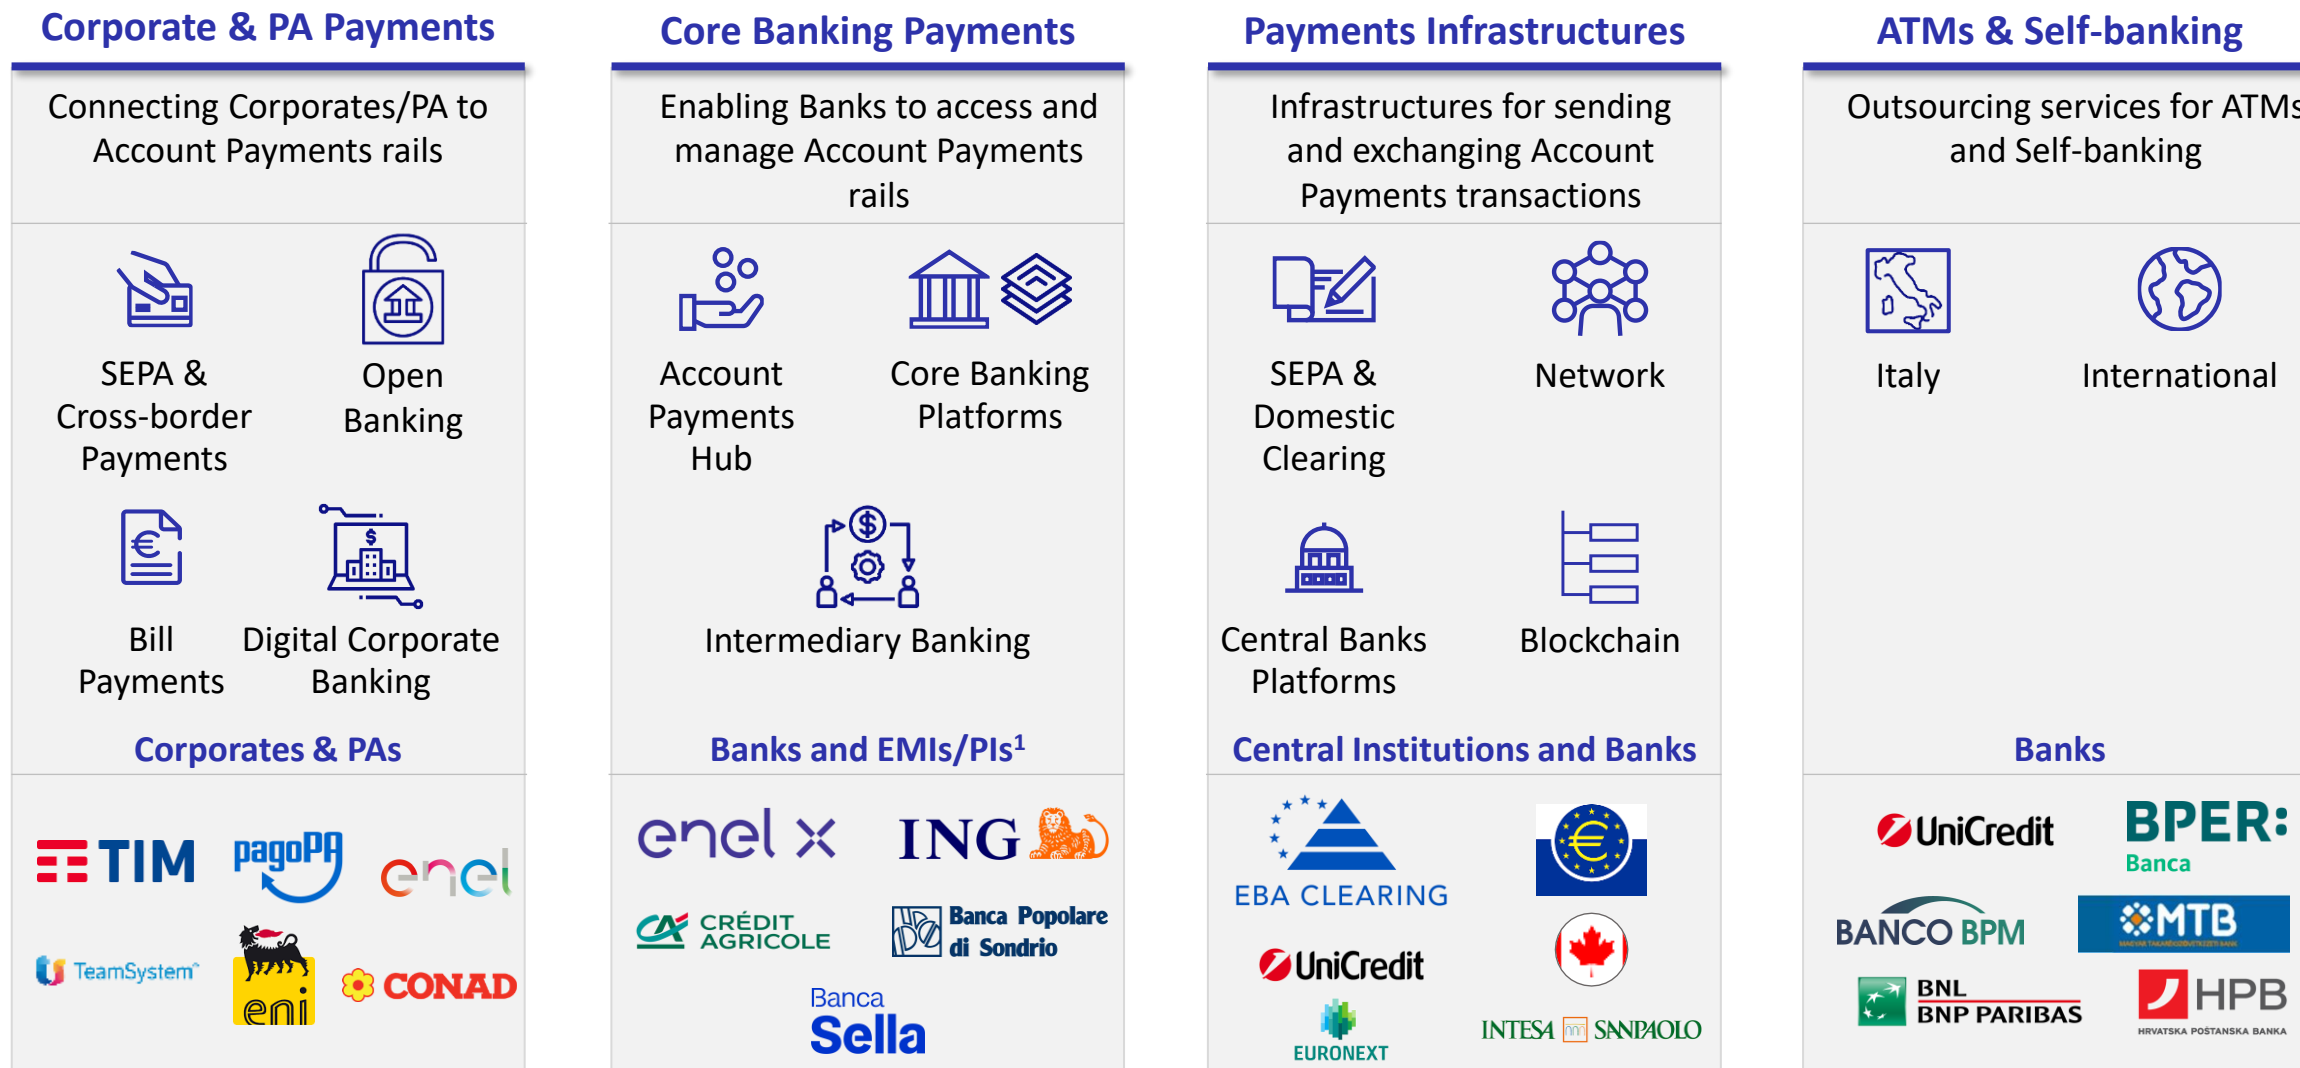 Corporate & PA Payments
Connecting Corporates/PA to
Account Payments rails
SEPA &
Cross-border
Payments
Open
Banking
Bill
Payments
Digital Corporate
Banking
Corporates & PAs
TIM
pagoPA
enel
TeamSystem
eni
CONAD
Core Banking Payments
Enabling Banks to access and
manage Account Payments
rails
Account
Payments
Hub
Core Banking
Platforms
$
Intermediary Banking
Banks and EMIs/PIs¹
enel x
ING
CRÉDIT
AGRICOLE
Banca Popolare
di Sondrio
Banca
Sella
Payments Infrastructures
Infrastructures for sending
and exchanging Account
Payments transactions
SEPA &
Domestic
Clearing
Network
Central Banks
Platforms
Blockchain
Central Institutions and Banks
EBA CLEARING
€
UniCredit
EURONEXT
INTESA SANPAOLO
ATMs & Self-banking
Outsourcing services for ATMs
and Self-banking
Italy
International
Banks
UniCredit
BPER:
Banca
BANCO BPM
MTB
MAGYAR TAKARÉKSZÖVETKEZETI BANK
BNL
BNP PARIBAS
HPB
HRVATSKA POŠTANSKA BANKA